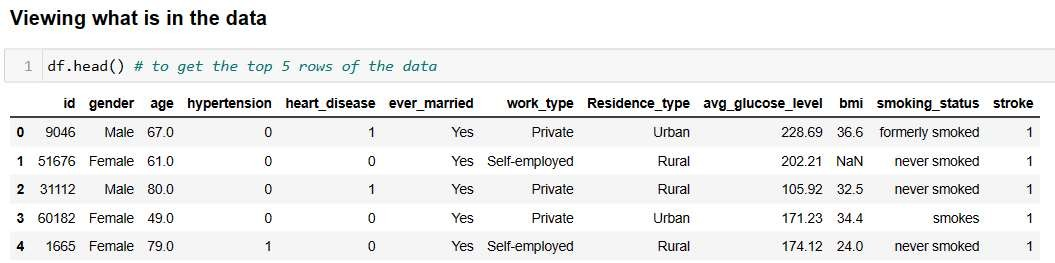 Viewing what is in the data
1 df.head() # to get the top 5 rows of the data
id gender age hypertension heart_disease ever_married work_type Residence_type avg_glucose_level bmi smoking_status stroke
0 9046 Male 67.0 0 1 Yes Private Urban 228.69 36.6 formerly smoked 1
1 51676 Female 61.0 0 0 Yes Self-employed Rural 202.21 NaN never smoked 1
2 31112 Male 80.0 0 1 Yes Private Rural 105.92 32.5 never smoked 1
3 60182 Female 49.0 0 0 Yes Private Urban 171.23 34.4 smokes 1
4 1665 Female 79.0 1 0 Yes Self-employed Rural 174.12 24.0 never smoked 1